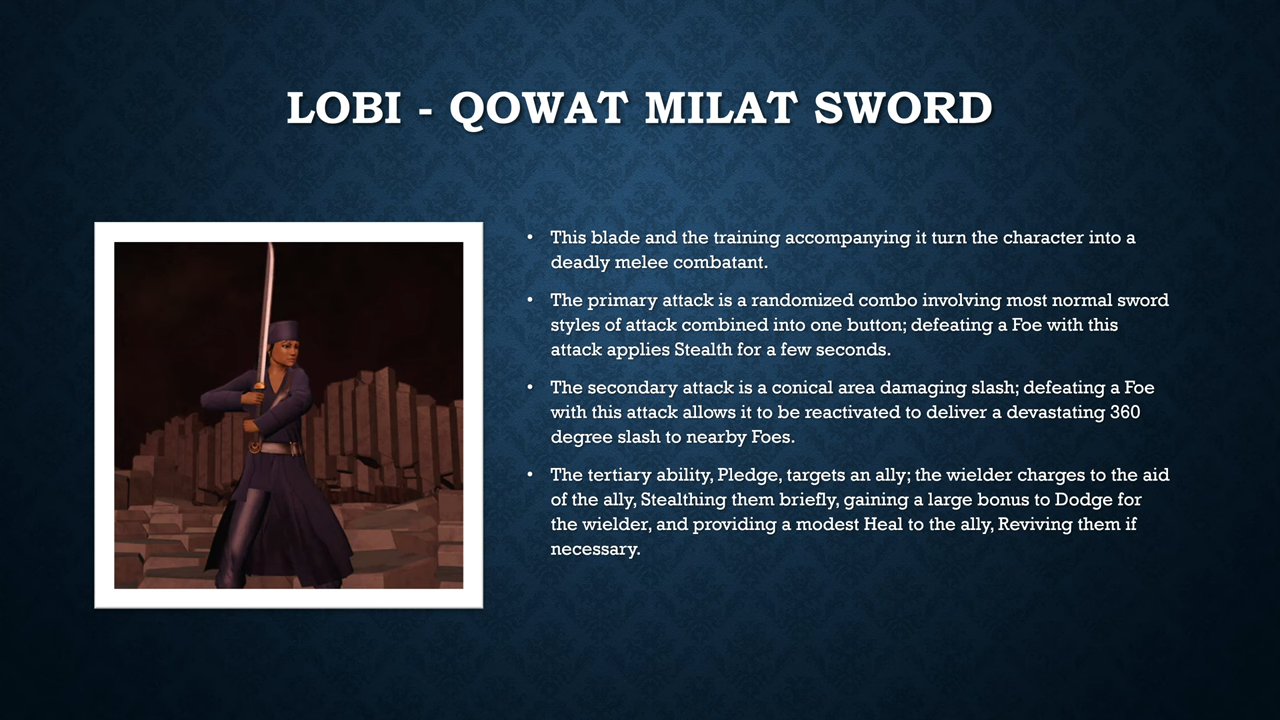 LOBI - QOWAT MILAT SWORD
• This blade and the training accompanying it turn the character into a
deadly melee combatant.
• The primary attack is a randomized combo involving most normal sword
styles of attack combined into one button; defeating a Foe with this
attack applies Stealth for a few seconds.
• The secondary attack is a conical area damaging slash; defeating a Foe
with this attack allows it to be reactivated to deliver a devastating 360
degree slash to nearby Foes.
• The tertiary ability, Pledge, targets an ally; the wielder charges to the aid
of the ally, Stealthing them briefly, gaining a large bonus to Dodge for
the wielder, and providing a modest Heal to the ally, Reviving them if
necessary.